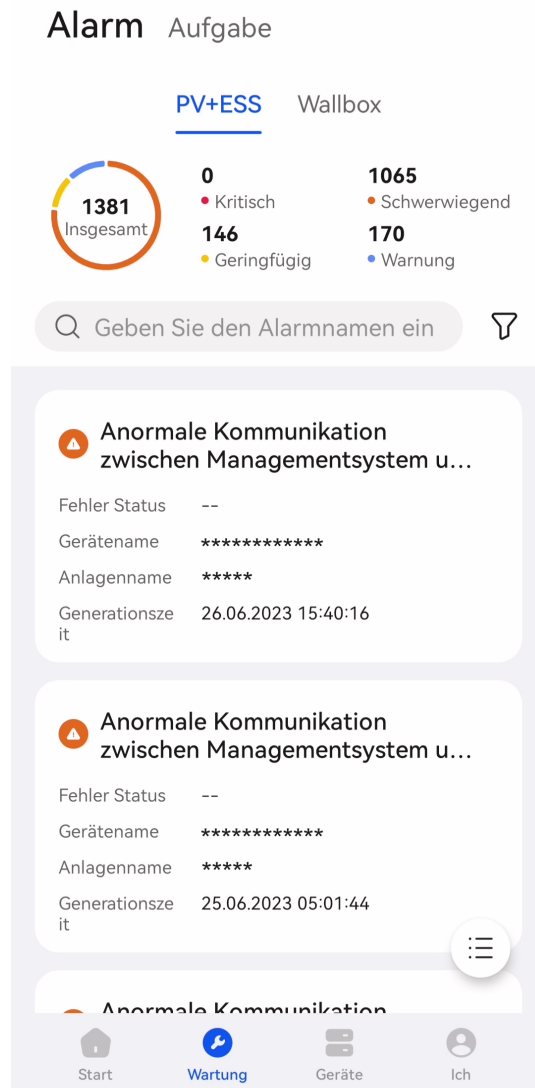 Alarm Aufgabe
PV+ESS Wallbox
1381
Insgesamt
0
Kritisch
1065
Schwerwiegend
146
Geringfügig
170
Warnung
Geben Sie den Alarmnamen ein
Anormale Kommunikation
zwischen Managementsystem u...
Fehler Status --
Gerätename ************
Anlagenname *****
Generationsze 26.06.2023 15:40:16
it
Anormale Kommunikation
zwischen Managementsystem u...
Fehler Status --
Gerätename ************
Anlagenname *****
Generationsze 25.06.2023 05:01:44
it
Anormale Kommunikation
Start Wartung Geräte Ich